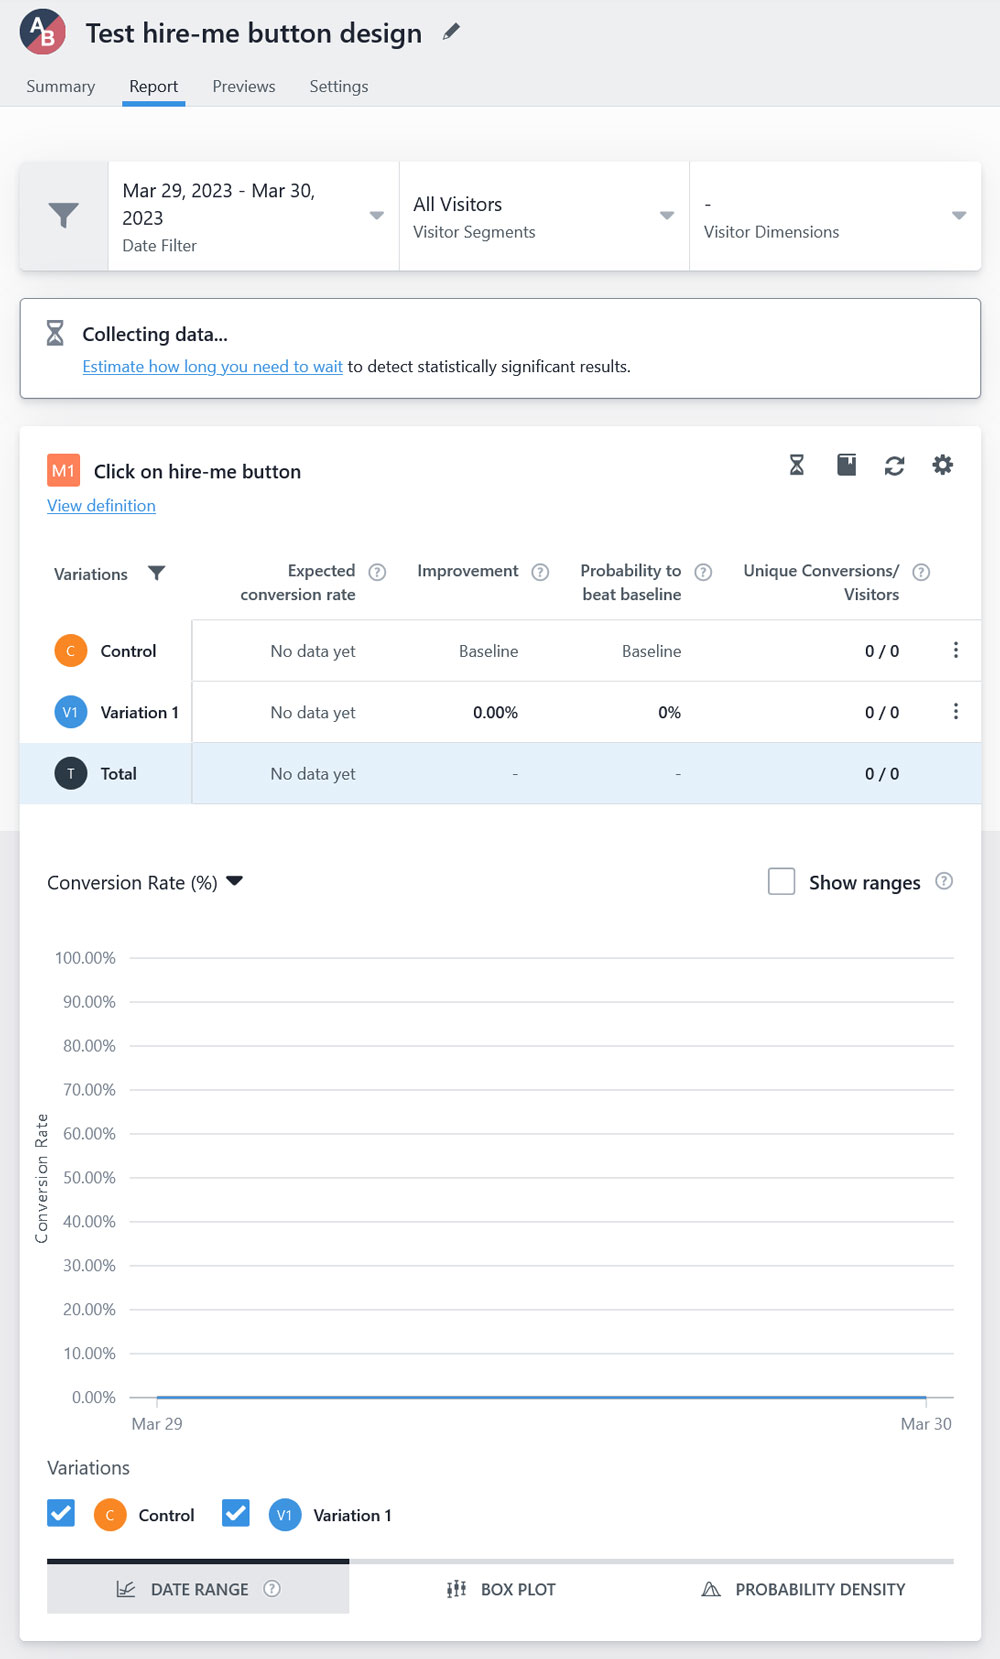 AB
Test hire-me button design
Summary Report Previews Settings
Mar 29, 2023 - Mar 30,
2023
Date Filter
All Visitors
Visitor Segments
-
Visitor Dimensions
Collecting data...
Estimate how long you need to wait to detect statistically significant results.
M1 Click on hire-me button
View definition
Variations
Expected ?
conversion rate
Improvement ?
Probability to ?
beat baseline
Unique Conversions/ ?
Visitors
C Control No data yet Baseline Baseline 0 / 0
V1 Variation 1 No data yet 0.00% 0% 0 / 0
T Total No data yet - - 0 / 0
Conversion Rate (%) Show ranges ?
Conversion Rate
100.00%
90.00%
80.00%
70.00%
60.00%
50.00%
40.00%
30.00%
20.00%
10.00%
0.00%
Mar 29 Mar 30
Variations
C Control V1 Variation 1
DATE RANGE ? BOX PLOT PROBABILITY DENSITY